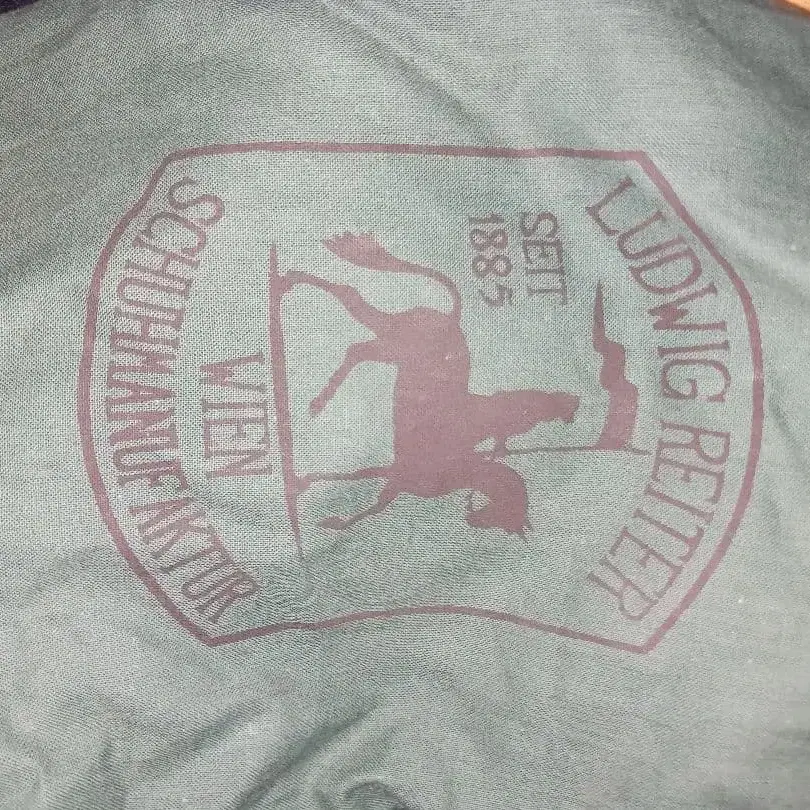 LUDWIG REITER
SEIT
1885
WIEN
SCHUHMANUFAKTUR